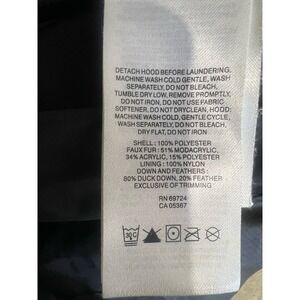 DETACH HOOD BEFORE LAUNDERING,
MACHINE WASH COLD GENTLE, WASH
SEPARATELY, DO NOT BLEACH,
TUMBLE DRY LOW, REMOVE PROMPTLY,
DO NOT IRON, DO NOT USE FABRIC
SOFTENER, DO NOT DRYCLEAN, HOOD:
MACHINE WASH COLD, GENTLE CYCLE,
WASH SEPARATELY, DO NOT BLEACH,
DRY FLAT, DO NOT IRON
SHELL : 100% POLYESTER
FAUX FUR : 51% MODACRYLIC,
34% ACRYLIC, 15% POLYESTER
LINING : 100% NYLON
DOWN AND FEATHERS :
80% DUCK DOWN, 20% FEATHER
EXCLUSIVE OF TRIMMING
RN 69724
CA 05367
30C